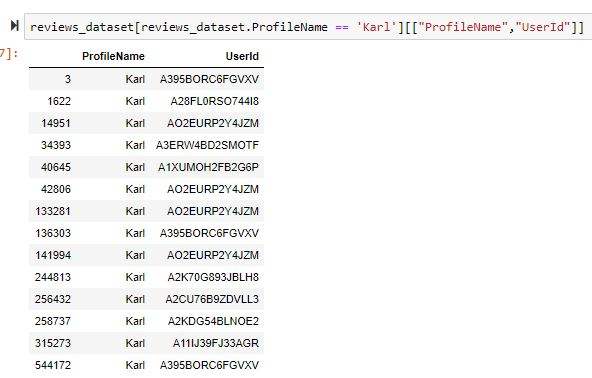 reviews_dataset[reviews_dataset.ProfileName == 'Karl'][["ProfileName","UserId"]]
7]:
ProfileName UserId
3 Karl A395BORC6FGVXV
1622 Karl A28FL0RSO744I8
14951 Karl AO2EURP2Y4JZM
34393 Karl A3ERW4BD2SMOTF
40645 Karl A1XUMOH2FB2G6P
42806 Karl AO2EURP2Y4JZM
133281 Karl AO2EURP2Y4JZM
136303 Karl A395BORC6FGVXV
141994 Karl AO2EURP2Y4JZM
244813 Karl A2K70G893JBLH8
256432 Karl A2CU76B9ZDVLL3
258737 Karl A2KDG54BLNOE2
315273 Karl A11IJ39FJ33AGR
544172 Karl A395BORC6FGVXV